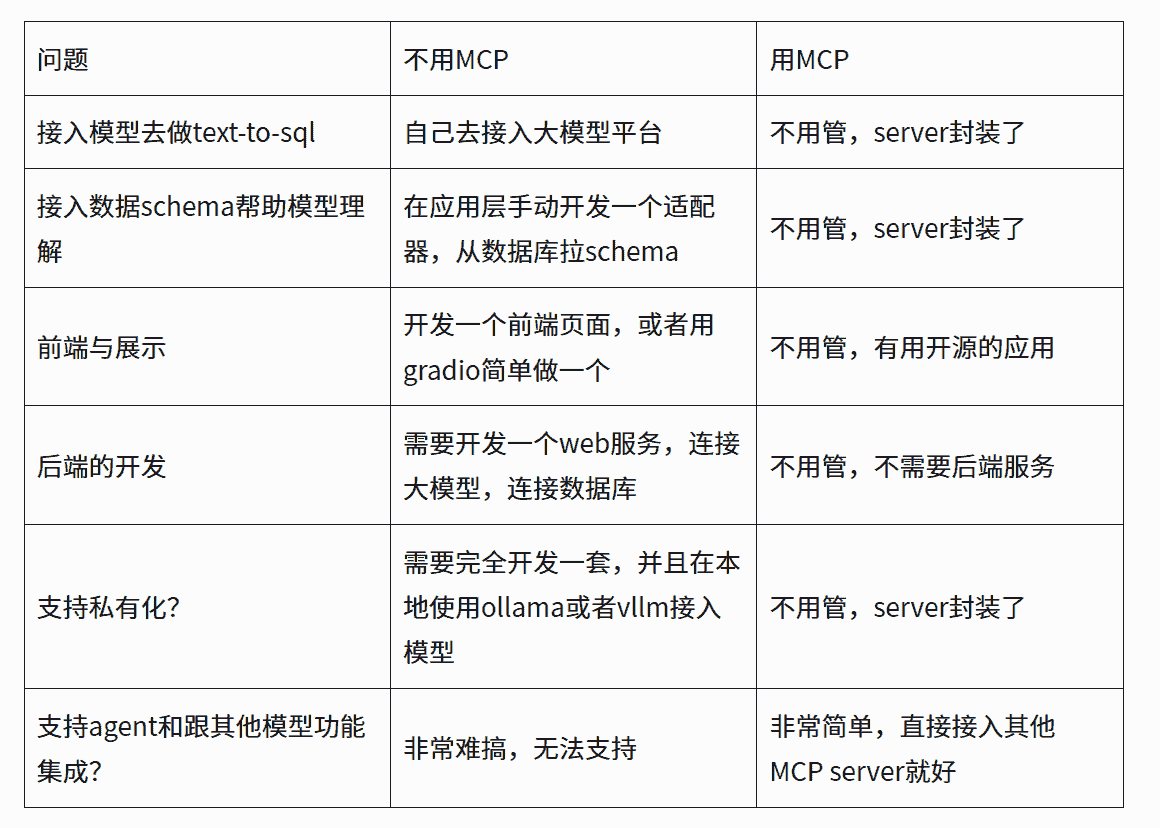 问题
不用MCP
用MCP
接入模型去做text-to-sql
自己去接入大模型平台
不用管，server封装了
接入数据schema帮助模型理
解
在应用层手动开发一个适配
器，从数据库拉schema
不用管，server封装了
前端与展示
开发一个前端页面，或者用
gradio简单做一个
不用管，有用开源的应用
后端的开发
需要开发一个web服务，连接
大模型，连接数据库
不用管，不需要后端服务
支持私有化？
需要完全开发一套，并且在本
地使用ollama或者vllm接入
模型
不用管，server封装了
支持agent和跟其他模型功能
集成？
非常难搞，无法支持
非常简单，直接接入其他
MCP server就好